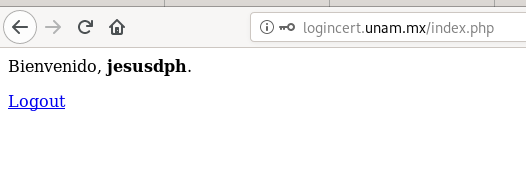 logincert.unam.mx/index.php
Bienvenido, jesusdph.
Logout